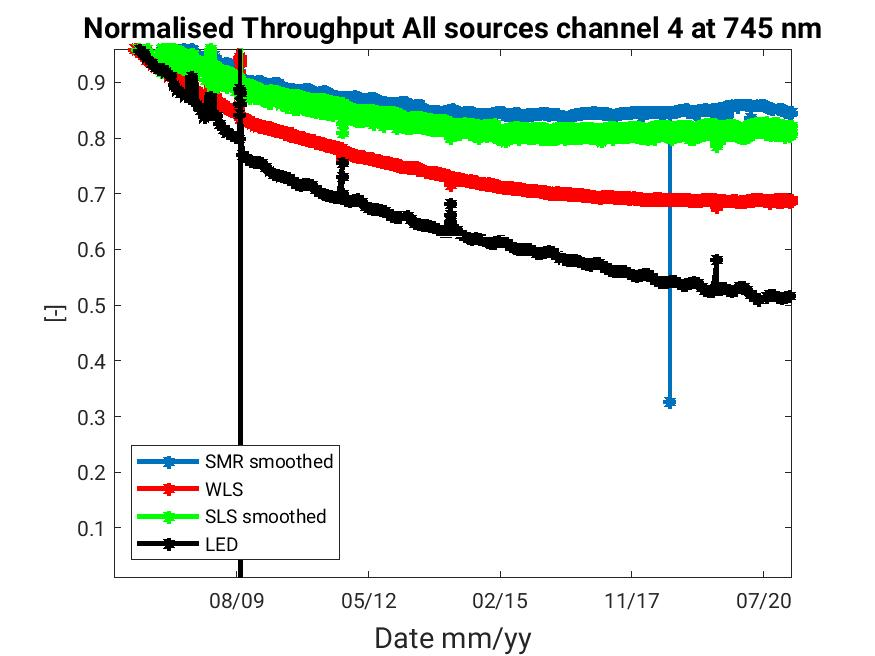 Normalised Throughput All sources channel 4 at 745 nm
0.9
0.8
0.7
0.6
0.5
0.4
0.3
0.2
0.1
[-]
SMR smoothed
WLS
SLS smoothed
LED
08/09 05/12 02/15 11/17 07/20
Date mm/yy